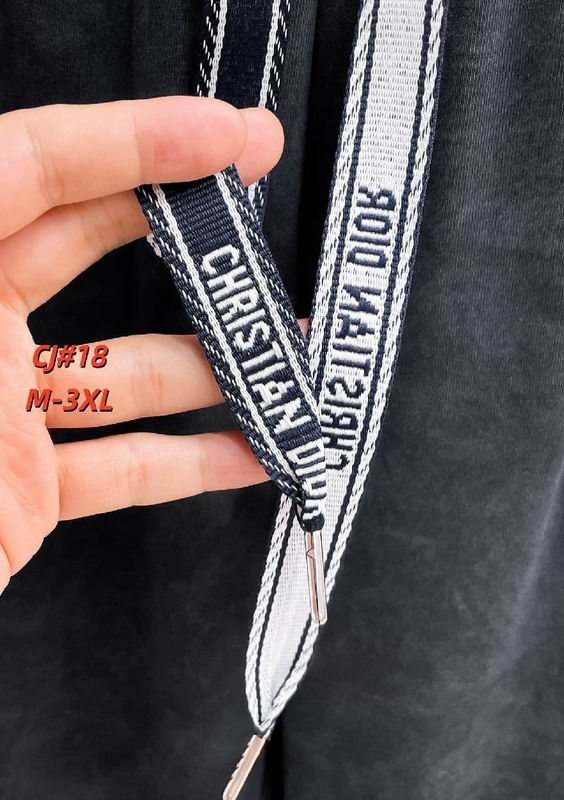 CHRISTIAN DIOR
CHRISTIAN DIOR
CJ#18
M-3XL